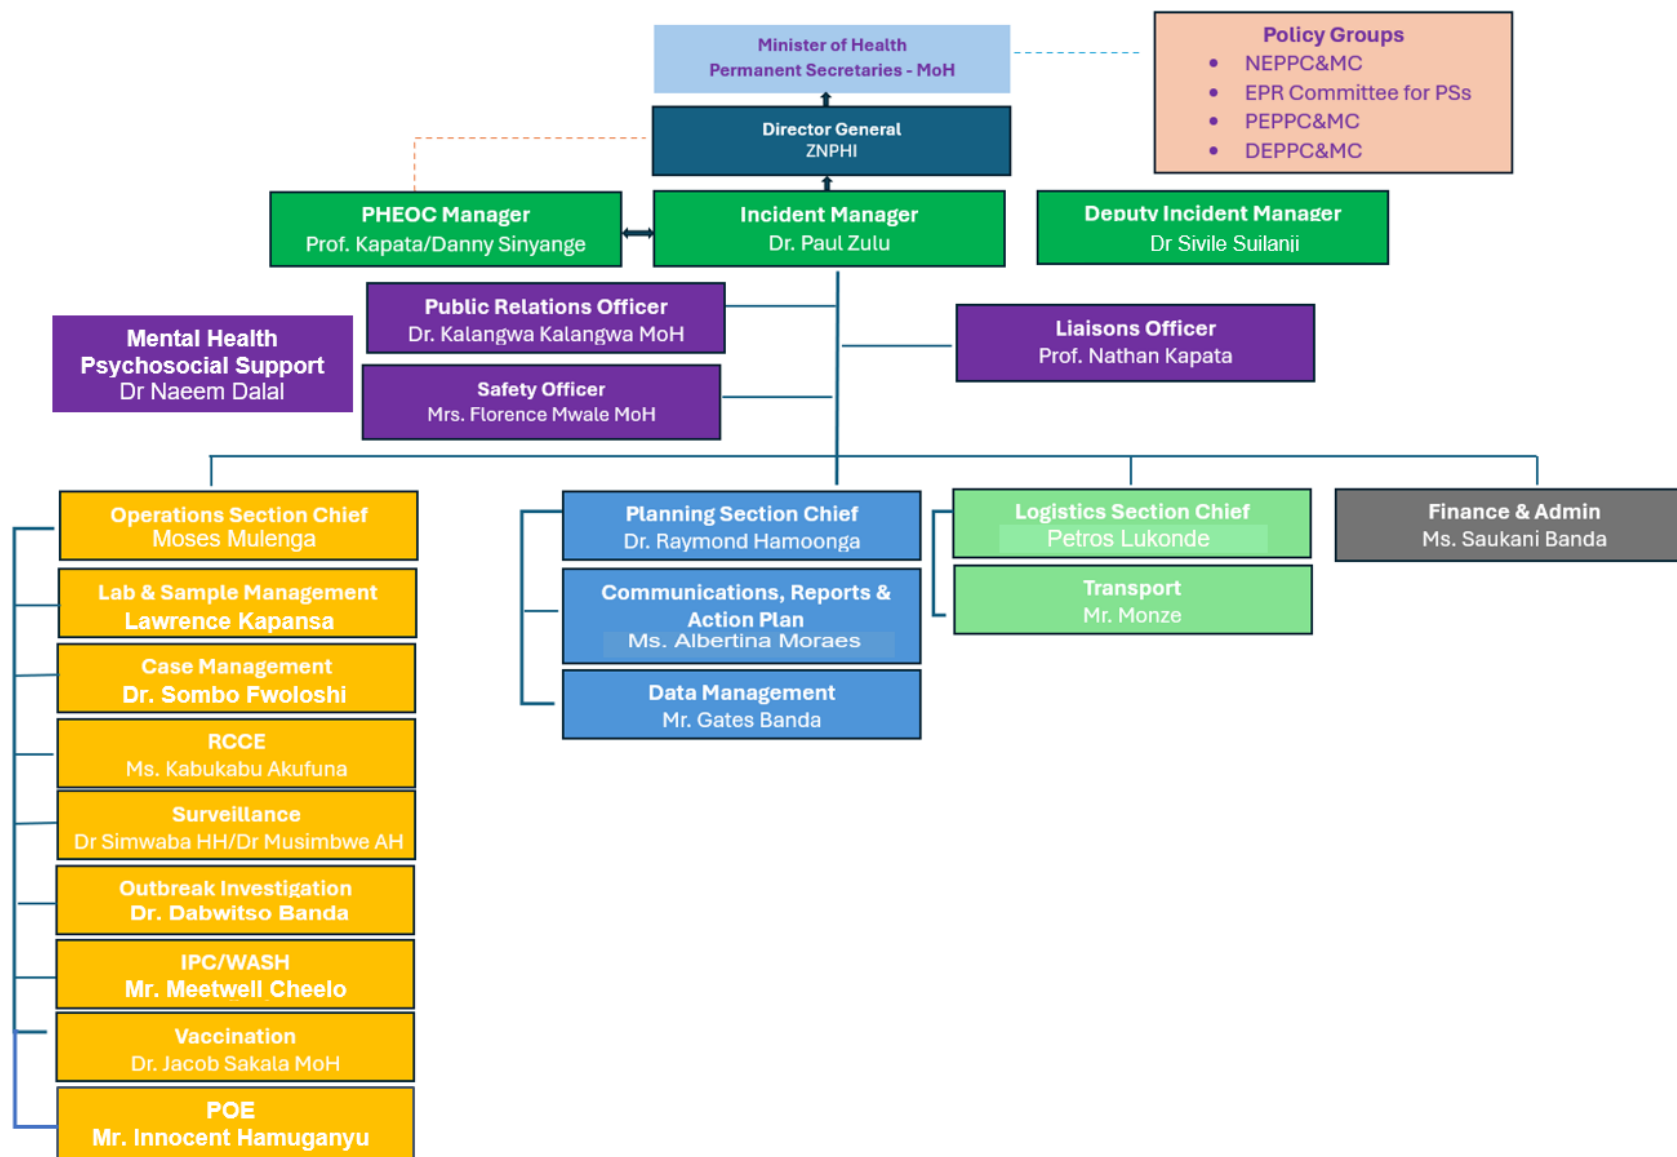 Minister of Health
Permanent Secretaries - MoH
Policy Groups
• NEPPC&MC
• EPR Committee for PSs
• PEPPC&MC
• DEPPC&MC
Director General
ZNPHI
PHEOC Manager
Prof. Kapata/Danny Sinyange
Incident Manager
Dr. Paul Zulu
Deputy Incident Manager
Dr Sivile Suilanji
Public Relations Officer
Dr. Kalangwa Kalangwa MoH
Liaisons Officer
Prof. Nathan Kapata
Mental Health
Psychosocial Support
Dr Naeem Dalal
Safety Officer
Mrs. Florence Mwale MoH
Operations Section Chief
Moses Mulenga
Lab & Sample Management
Lawrence Kapansa
Case Management
Dr. Sombo Fwoloshi
RCCE
Ms. Kabukabu Akufuna
Surveillance
Dr Simwaba HH/Dr Musimbwe AH
Outbreak Investigation
Dr. Dabwitso Banda
IPC/WASH
Mr. Meetwell Cheelo
Vaccination
Dr. Jacob Sakala MoH
POE
Mr. Innocent Hamuganyu
Planning Section Chief
Dr. Raymond Hamoonga
Communications, Reports &
Action Plan
Ms. Albertina Moraes
Data Management
Mr. Gates Banda
Logistics Section Chief
Petros Lukonde
Transport
Mr. Monze
Finance & Admin
Ms. Saukani Banda